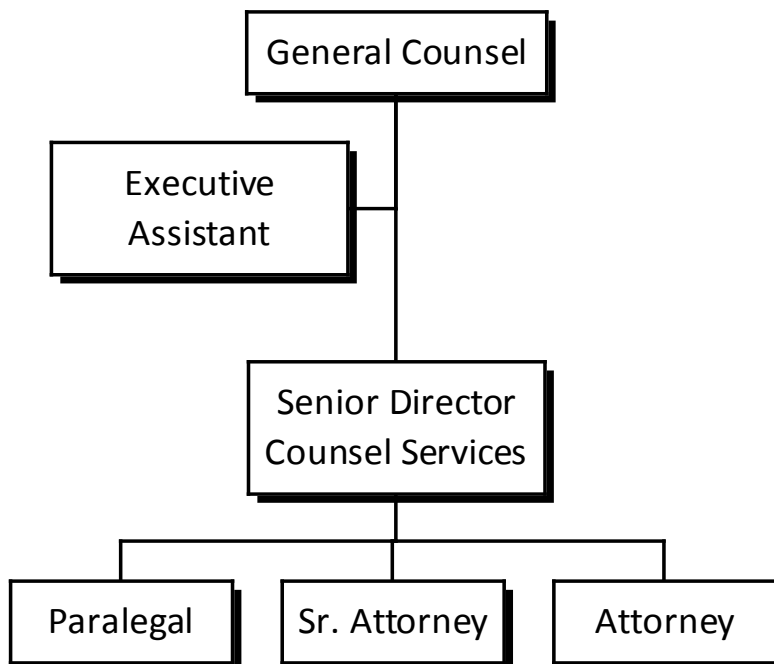 General Counsel
Executive
Assistant
Senior Director
Counsel Services
Paralegal
Sr. Attorney
Attorney